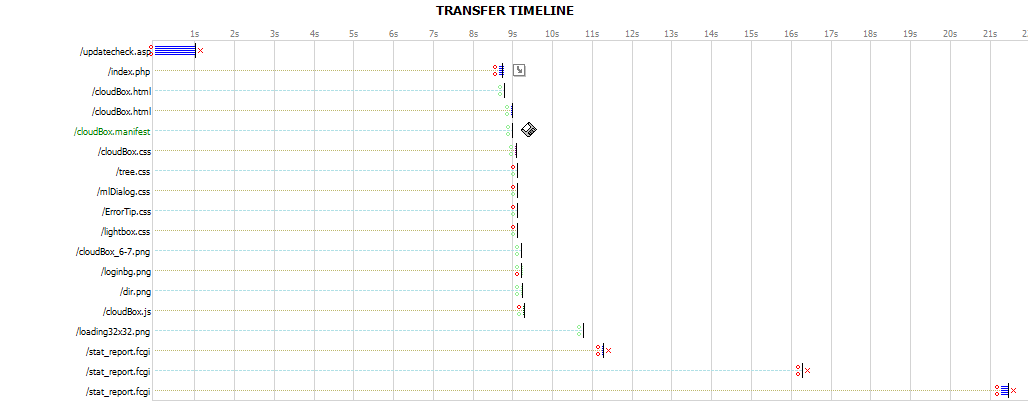 TRANSFER TIMELINE
1s 2s 3s 4s 5s 6s 7s 8s 9s 10s 11s 12s 13s 14s 15s 16s 17s 18s 19s 20s 21s 2
/updatecheck.asp
/index.php
/cloudBox.html
/cloudBox.html
/cloudBox.manifest
/cloudBox.css
/tree.css
/mlDialog.css
/ErrorTip.css
/lightbox.css
/cloudBox_6-7.png
/loginbg.png
/dir.png
/cloudBox.js
/loading32x32.png
/stat_report.fcgi
/stat_report.fcgi
/stat_report.fcgi